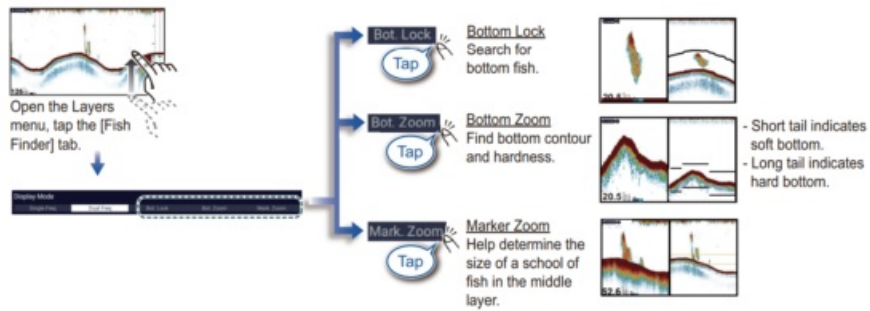 126
Open the Layers
menu, tap the [Fish
Finder] tab.
Display Mode
Single Freq.
Dual Freq.
Bot. Lock
Bot. Zoom
Mark. Zoom
Bot. Lock
Tap
Bottom Lock
Search for
bottom fish.
20.5
Bot. Zoom
Tap
Bottom Zoom
Find bottom contour
and hardness.
20.5
- Short tail indicates
soft bottom.
- Long tail indicates
hard bottom.
Mark. Zoom
Tap
Marker Zoom
Help determine the
size of a school of
fish in the middle
layer.
52.6